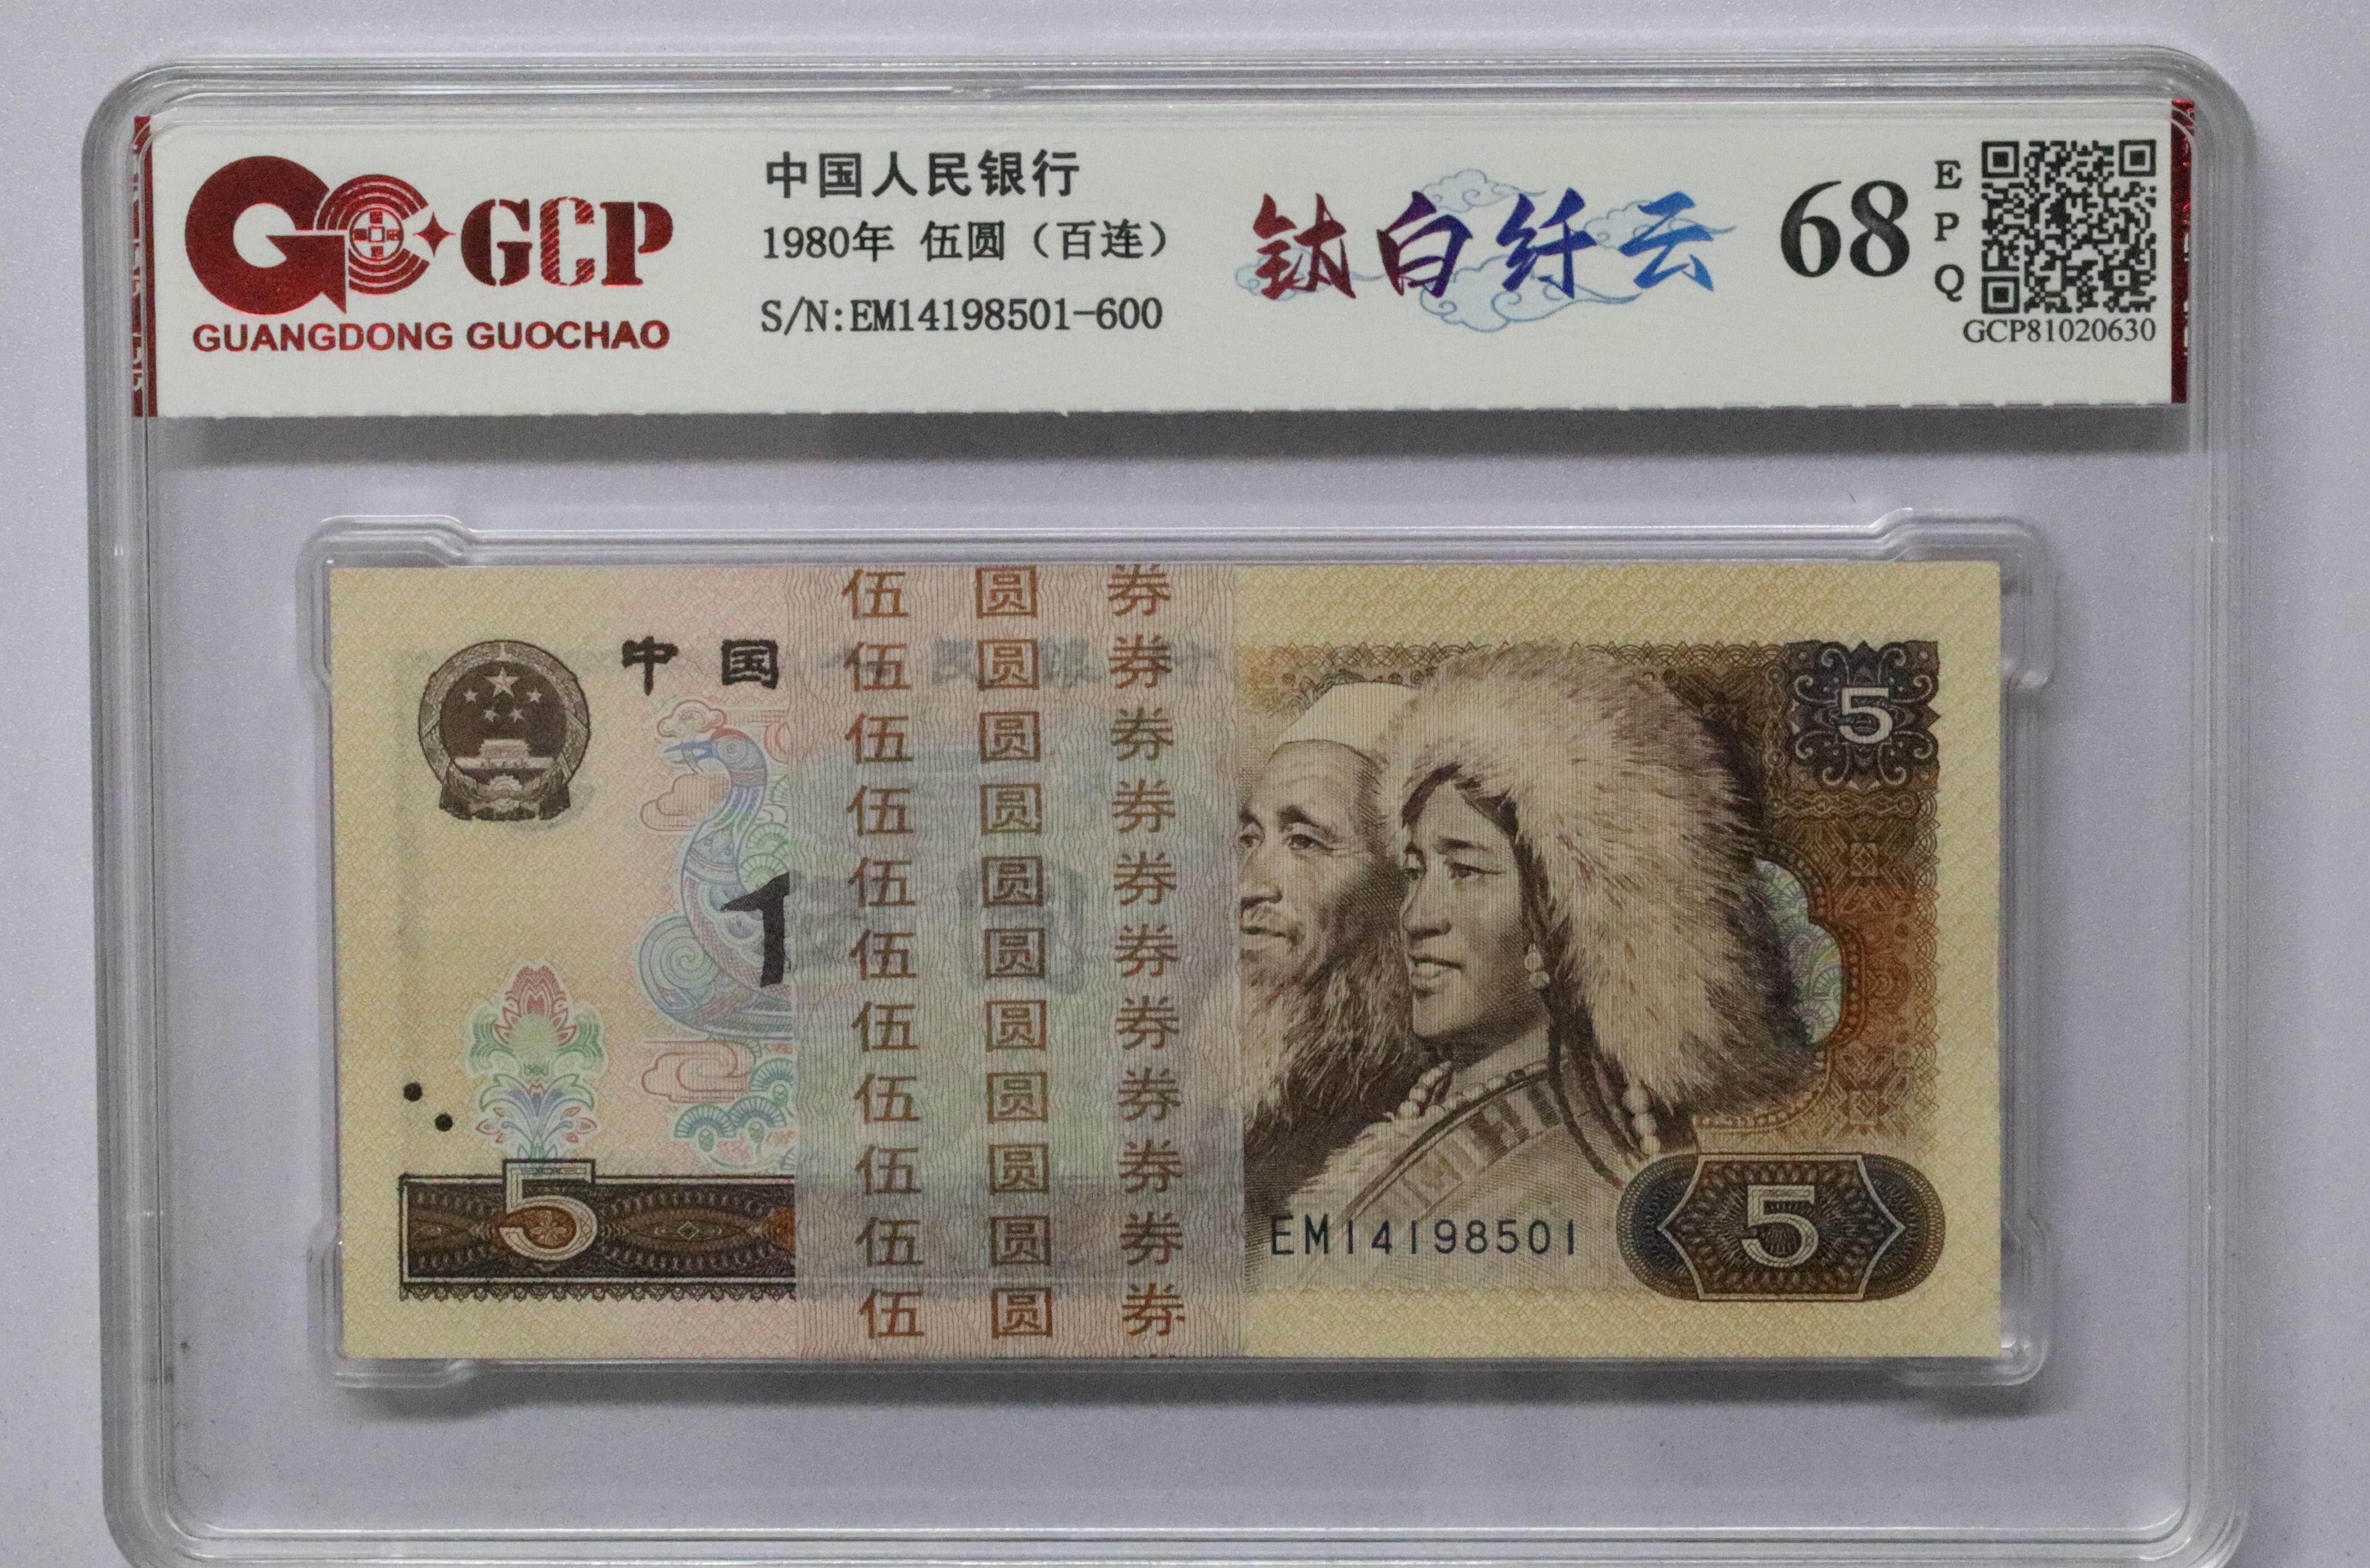 GCP
GUANGDONG GUOCHAO
中国人民银行
1980年 伍圆（百连）
S/N:EM14198501-600
钛白纤云
68
EPQ
GCP81020630
中国
5
伍 圆 券
伍 圆 券
伍 圆 券
伍 圆 券
伍 圆 券
伍 圆 券
伍 圆 券
伍 圆 券
伍 圆 券
伍 圆 券
伍 圆 券
5
EM14198501
5